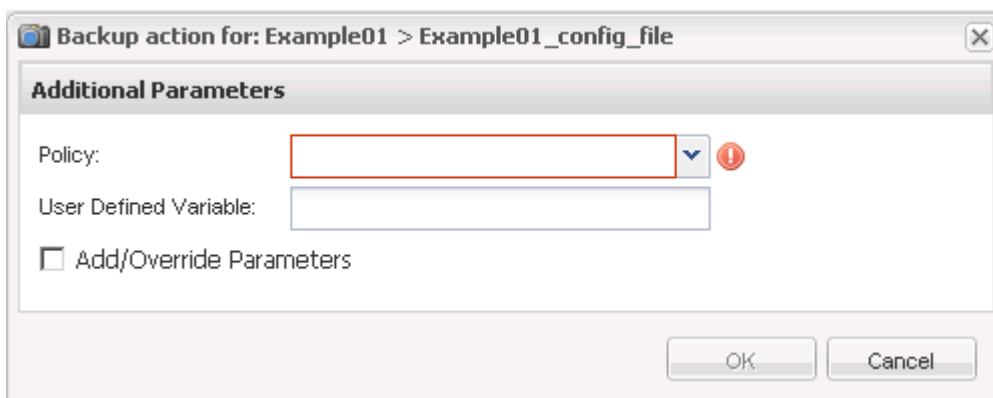 Backup action for: Example01 > Example01_config_file
Additional Parameters
Policy:
User Defined Variable:
Add/Override Parameters
OK
Cancel